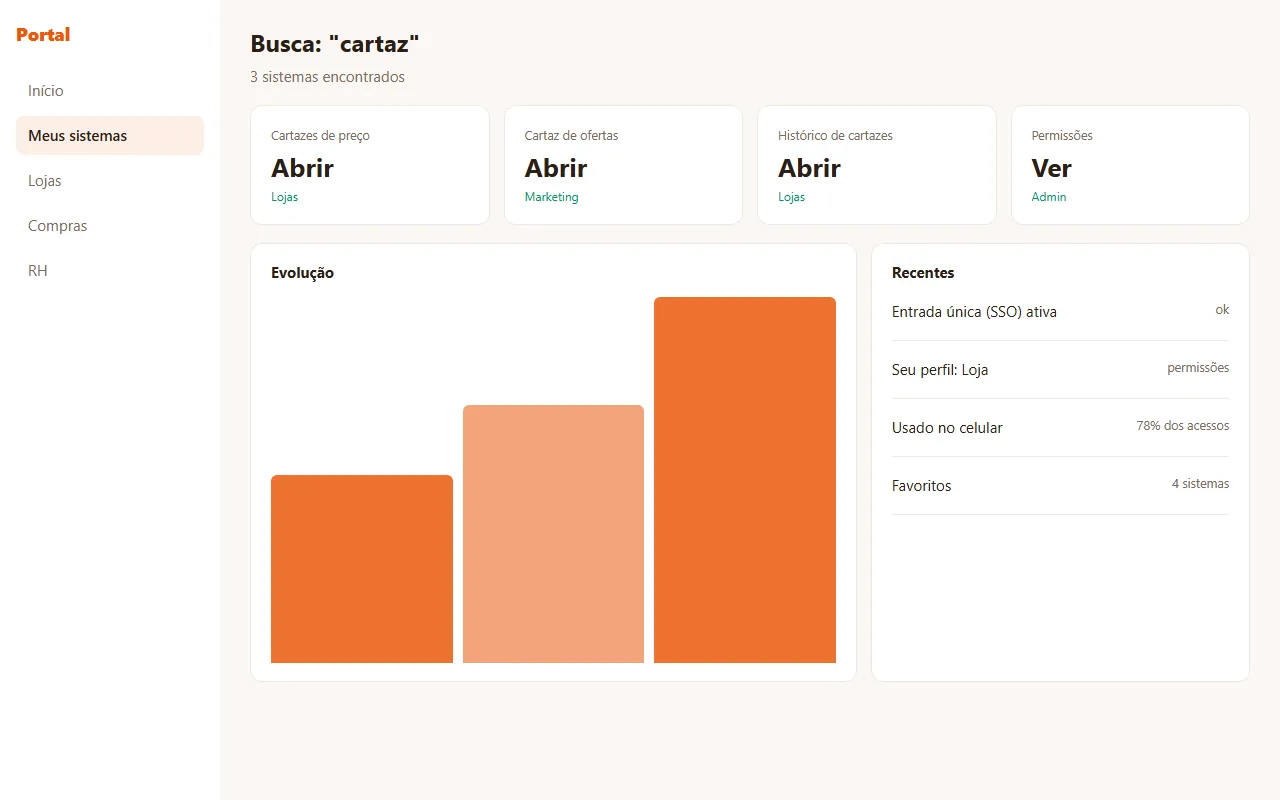 Portal
Início
Meus sistemas
Lojas
Compras
RH
Busca: "cartaz"
3 sistemas encontrados
Cartazes de preço
Abrir
Lojas
Cartaz de ofertas
Abrir
Marketing
Histórico de cartazes
Abrir
Lojas
Permissões
Ver
Admin
Evolução
Recentes
Entrada única (SSO) ativa ok
Seu perfil: Loja permissões
Usado no celular 78% dos acessos
Favoritos 4 sistemas